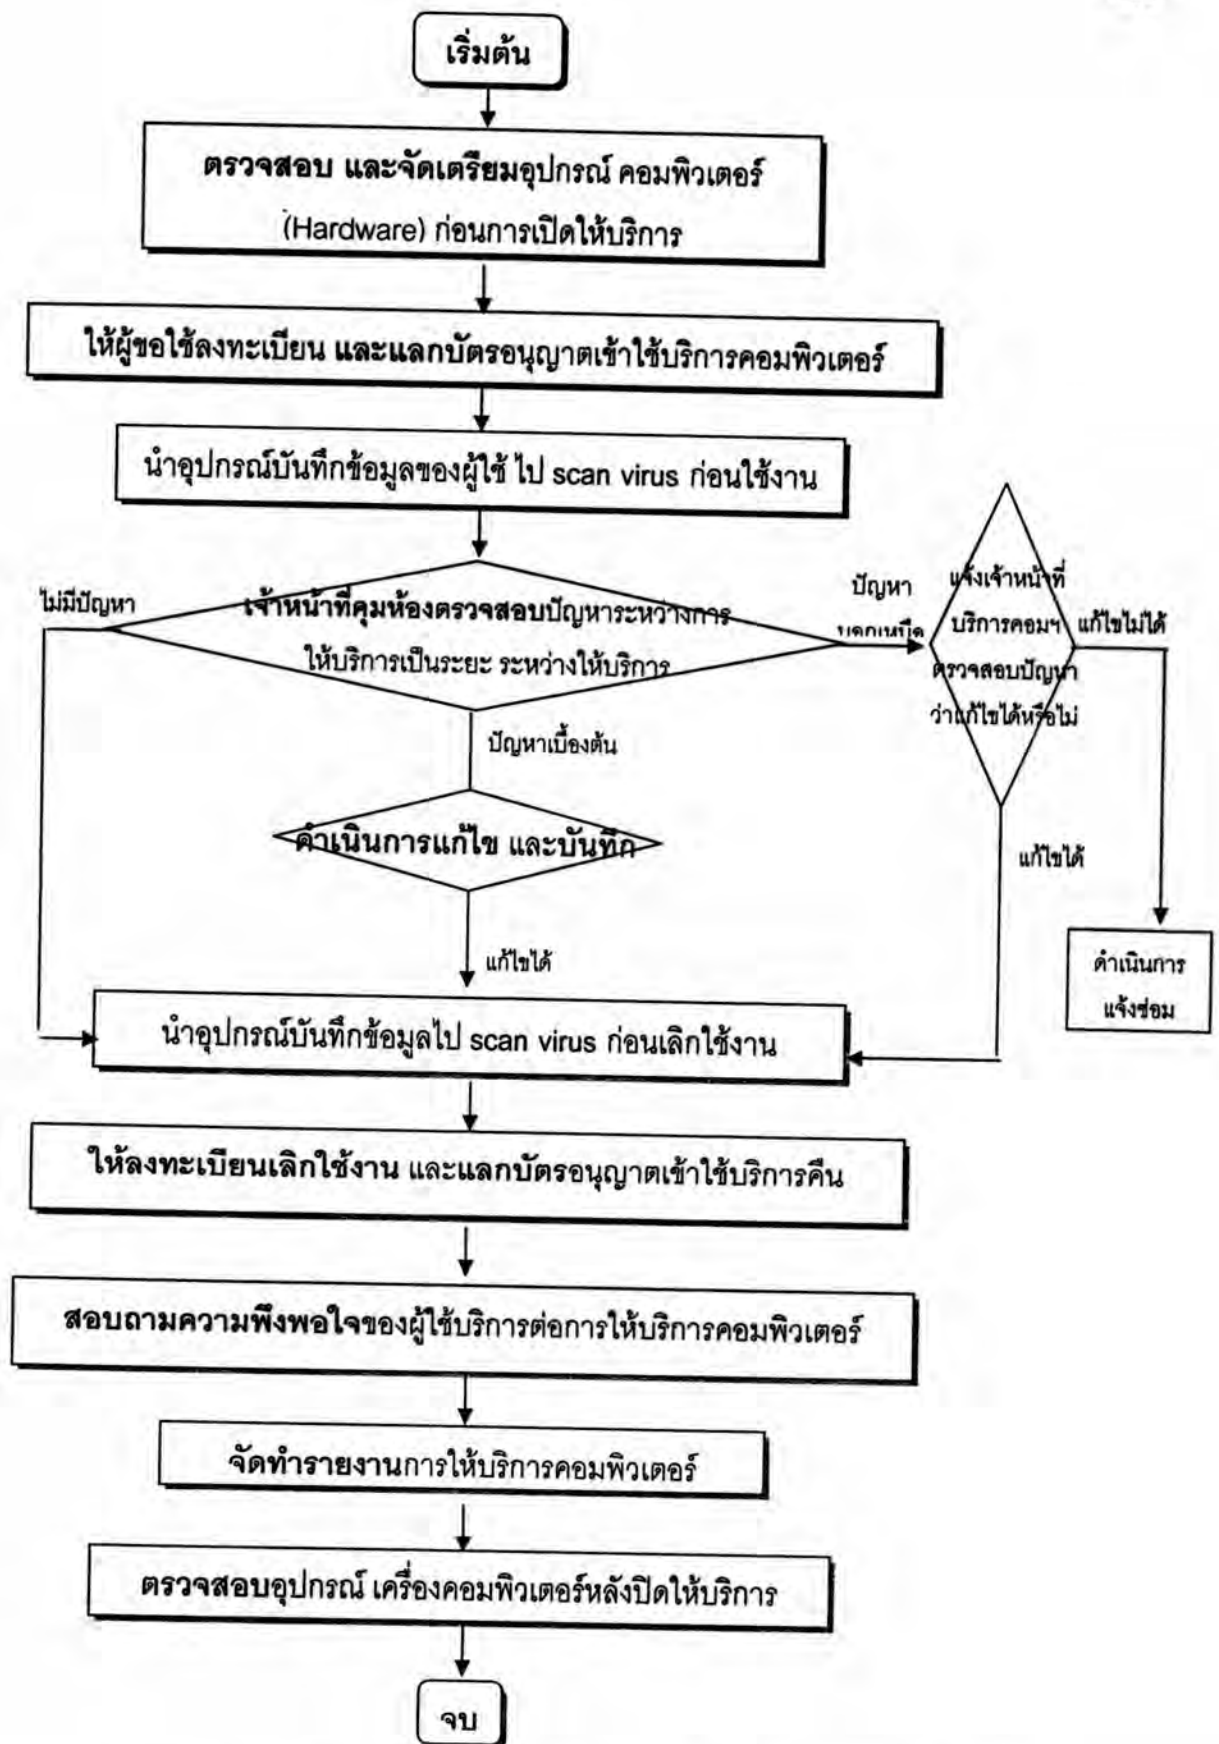 เริ่มต้น
ตรวจสอบ และจัดเตรียมอุปกรณ์ คอมพิวเตอร์
(Hardware) ก่อนการเปิดให้บริการ
ให้ผู้ขอใช้ลงทะเบียน และแลกบัตรอนุญาตเข้าใช้บริการคอมพิวเตอร์
นำอุปกรณ์บันทึกข้อมูลของผู้ใช้ ไป scan virus ก่อนใช้งาน
ไม่มีปัญหา
เจ้าหน้าที่คุมห้องตรวจสอบปัญหาระหว่างการ
ให้บริการเป็นระยะ ระหว่างให้บริการ
ปัญหา
แจ้งเจ้าหน้าที่
บริการคอมฯ
ตรวจสอบปัญหา
ว่าแก้ไขได้หรือไม่
แก้ไขไม่ได้
ปัญหาเบื้องต้น
ดำเนินการแก้ไข และบันทึก
แก้ไขได้
แก้ไขได้
ดำเนินการ
แจ้งซ่อม
นำอุปกรณ์บันทึกข้อมูลไป scan virus ก่อนเลิกใช้งาน
ให้ลงทะเบียนเลิกใช้งาน และแลกบัตรอนุญาตเข้าใช้บริการคืน
สอบถามความพึงพอใจของผู้ใช้บริการต่อการให้บริการคอมพิวเตอร์
จัดทำรายงานการให้บริการคอมพิวเตอร์
ตรวจสอบอุปกรณ์ เครื่องคอมพิวเตอร์หลังปิดให้บริการ
จบ